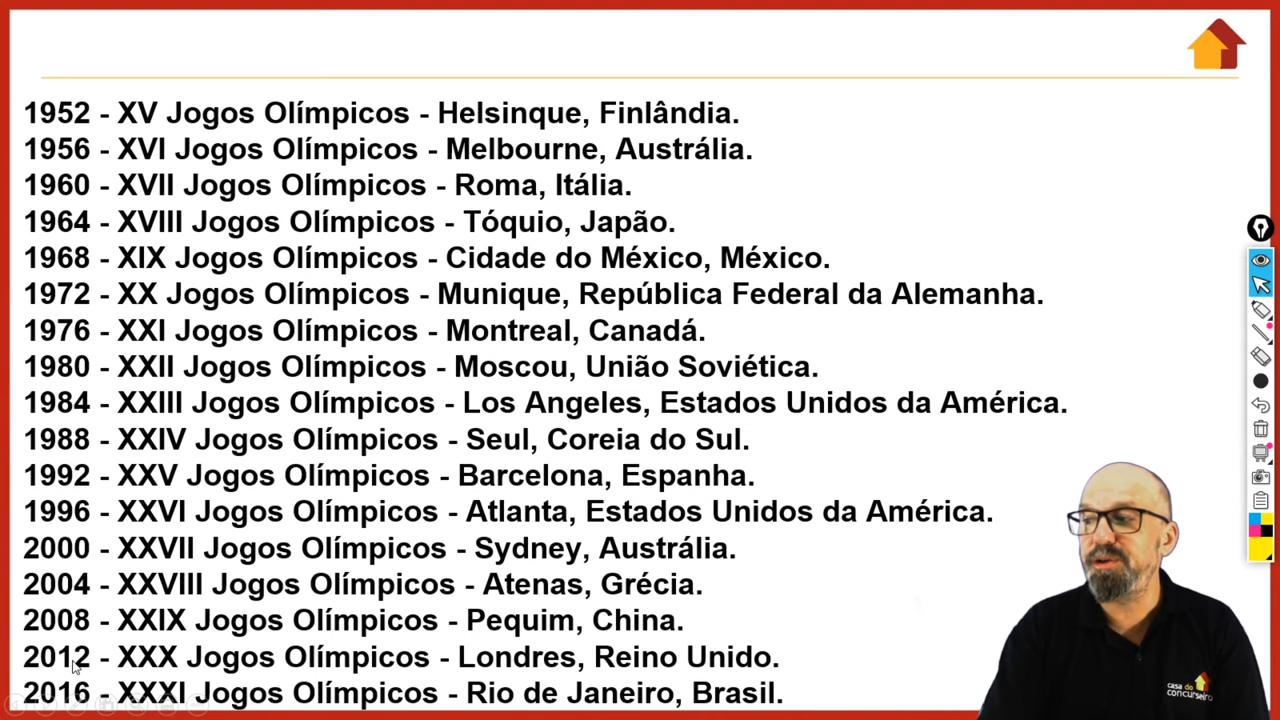 1952 - XV Jogos Olímpicos - Helsinque, Finlândia.
1956 - XVI Jogos Olímpicos - Melbourne, Austrália.
1960 - XVII Jogos Olímpicos - Roma, Itália.
1964 - XVIII Jogos Olímpicos - Tóquio, Japão.
1968 - XIX Jogos Olímpicos - Cidade do México, México.
1972 - XX Jogos Olímpicos - Munique, República Federal da Alemanha.
1976 - XXI Jogos Olímpicos - Montreal, Canadá.
1980 - XXII Jogos Olímpicos - Moscou, União Soviética.
1984 - XXIII Jogos Olímpicos - Los Angeles, Estados Unidos da América.
1988 - XXIV Jogos Olímpicos - Seul, Coreia do Sul.
1992 - XXV Jogos Olímpicos - Barcelona, Espanha.
1996 - XXVI Jogos Olímpicos - Atlanta, Estados Unidos da América.
2000 - XXVII Jogos Olímpicos - Sydney, Austrália.
2004 - XXVIII Jogos Olímpicos - Atenas, Grécia.
2008 - XXIX Jogos Olímpicos - Pequim, China.
2012 - XXX Jogos Olímpicos - Londres, Reino Unido.
2016 - XXXI Jogos Olímpicos - Rio de Janeiro, Brasil.
casa do
concurseiro